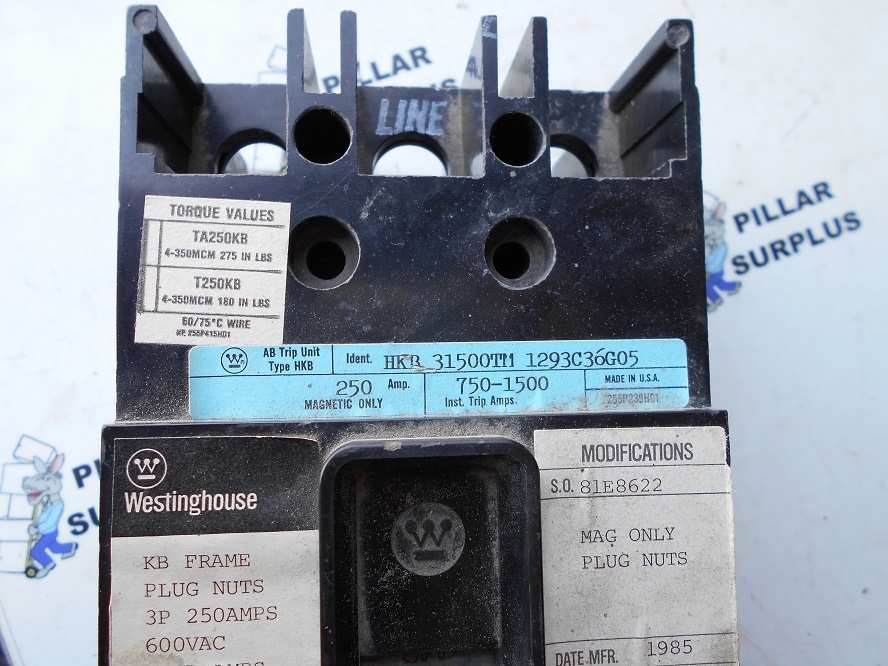 PILLAR
LINE
TORQUE VALUES
TA250KB
4-350MCM 275 IN LBS
T250KB
4-350MCM 180 IN LBS
60/75°C WIRE
NP. 255P415H01
PILLAR
SURPLUS
AB Trip Unit
Type HKB
Ident. HKB 31500TM 1293C36G05
250 Amp.
MAGNETIC ONLY
750-1500
Inst. Trip Amps.
MADE IN U.S.A.
255P239H01
Westinghouse
KB FRAME
PLUG NUTS
3P 250AMPS
600VAC
MODIFICATIONS
S.O. 81E8622
MAG ONLY
PLUG NUTS
DATE MFR. 1985